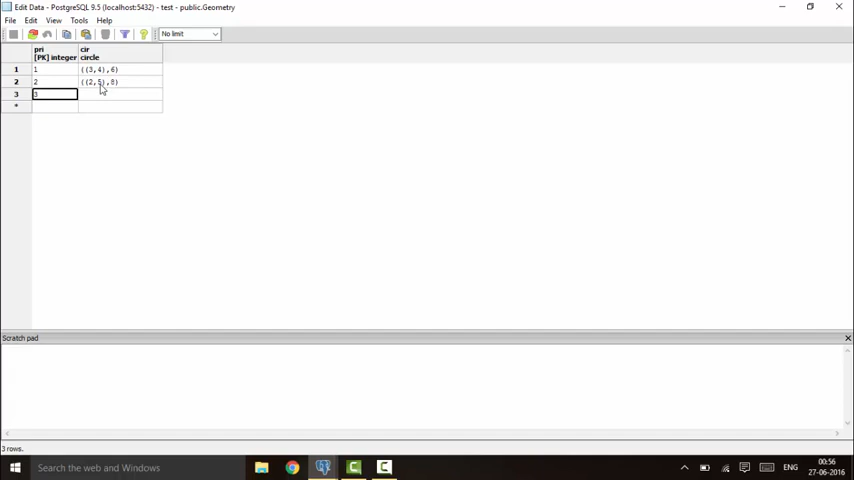 Edit Data - PostgreSQL 9.5 (localhost:5432) - test - public.Geometry
File Edit View Tools Help
No limit
pri cir
[PK] integer circle
1 1 ((3,4),6)
2 2 ((2,5),8)
3 3
*
Scratch pad
3 rows.
Search the web and Windows
ENG
00:56
27-06-2016